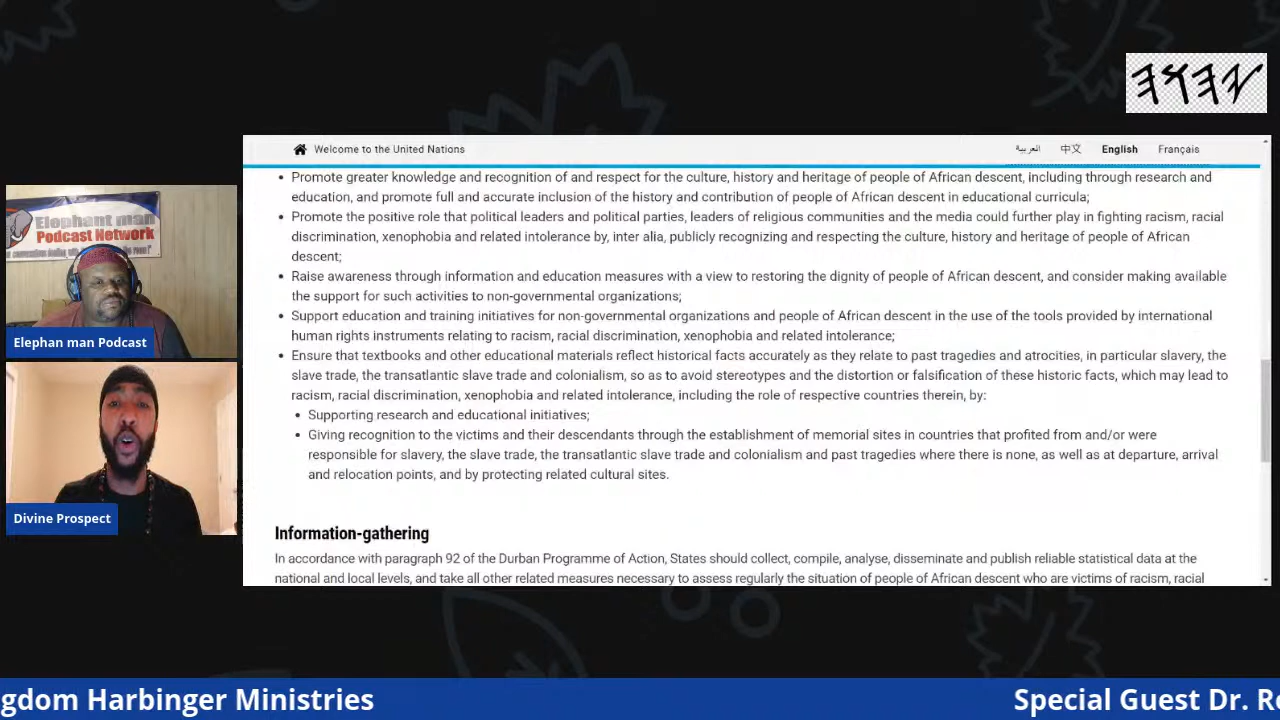 𐤉𐤄𐤅𐤄
Welcome to the United Nations
العربية
中文
English
Français
• Promote greater knowledge and recognition of and respect for the culture, history and heritage of people of African descent, including through research and
education, and promote full and accurate inclusion of the history and contribution of people of African descent in educational curricula;
• Promote the positive role that political leaders and political parties, leaders of religious communities and the media could further play in fighting racism, racial
discrimination, xenophobia and related intolerance by, inter alia, publicly recognizing and respecting the culture, history and heritage of people of African
descent;
• Raise awareness through information and education measures with a view to restoring the dignity of people of African descent, and consider making available
the support for such activities to non-governmental organizations;
• Support education and training initiatives for non-governmental organizations and people of African descent in the use of the tools provided by international
human rights instruments relating to racism, racial discrimination, xenophobia and related intolerance;
• Ensure that textbooks and other educational materials reflect historical facts accurately as they relate to past tragedies and atrocities, in particular slavery, the
slave trade, the transatlantic slave trade and colonialism, so as to avoid stereotypes and the distortion or falsification of these historic facts, which may lead to
racism, racial discrimination, xenophobia and related intolerance, including the role of respective countries therein, by:
• Supporting research and educational initiatives;
• Giving recognition to the victims and their descendants through the establishment of memorial sites in countries that profited from and/or were
responsible for slavery, the slave trade, the transatlantic slave trade and colonialism and past tragedies where there is none, as well as at departure, arrival
and relocation points, and by protecting related cultural sites.
Information-gathering
In accordance with paragraph 92 of the Durban Programme of Action, States should collect, compile, analyse, disseminate and publish reliable statistical data at the
national and local levels, and take all other related measures necessary to assess regularly the situation of people of African descent who are victims of racism, racial
Elephant man
Podcast Network
Elephan man Podcast
Divine Prospect
gdom Harbinger Ministries
Special Guest Dr. Re